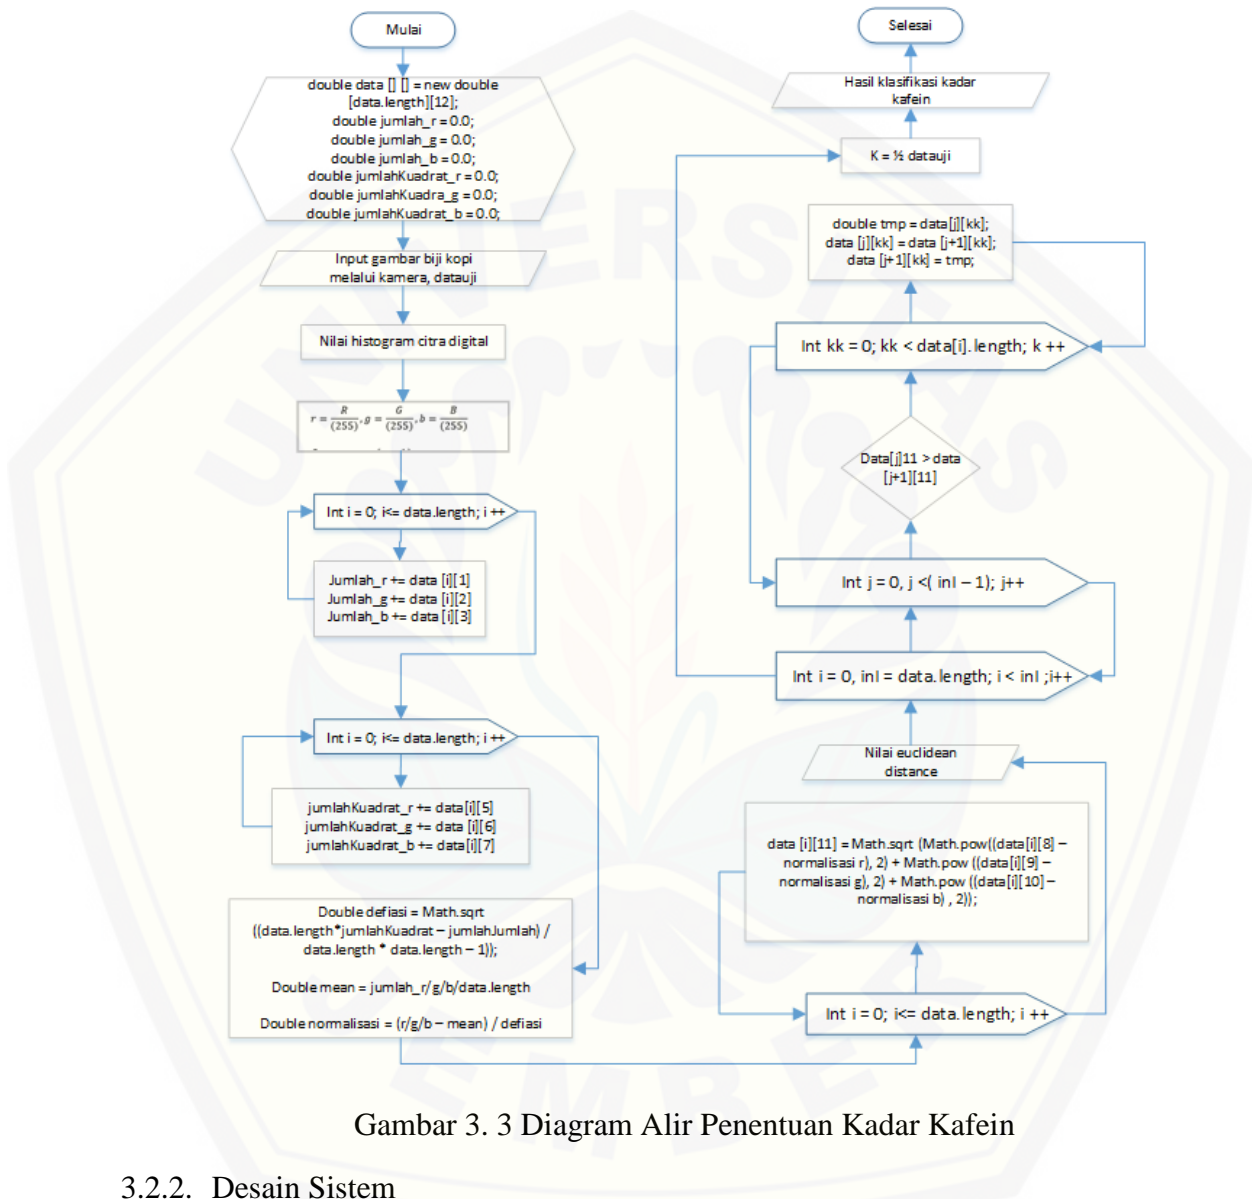 Mulai
double data [] [] = new double
[data.length][12];
double jumlah_r = 0.0;
double jumlah_g = 0.0;
double jumlah_b = 0.0;
double jumlahKuadrat_r = 0.0;
double jumlahKuadra_g = 0.0;
double jumlahKuadrat_b = 0.0;
Input gambar biji kopi
melalui kamera, datauji
Nilai histogram citra digital
r = R/(255), g = G/(255), b = B/(255)
Int i = 0; i<= data.length; i ++
Jumlah_r += data [i][1]
Jumlah_g += data [i][2]
Jumlah_b += data [i][3]
Int i = 0; i<= data.length; i ++
jumlahKuadrat_r += data[i][5]
jumlahKuadrat_g += data [i][6]
jumlahKuadrat_b += data[i][7]
Double defiasi = Math.sqrt
((data.length*jumlahKuadrat – jumlahJumlah) /
data.length * data.length – 1));
Double mean = jumlah_r/g/b/data.length
Double normalisasi = (r/g/b – mean) / defiasi
Int i = 0; i<= data.length; i ++
data [i][11] = Math.sqrt (Math.pow((data[i][8] –
normalisasi r), 2) + Math.pow ((data[i][9] –
normalisasi g), 2) + Math.pow ((data[i][10] –
normalisasi b) , 2));
Nilai euclidean
distance
Int i = 0, inI = data.length; i < inI ;i++
Int j = 0, j <( inI – 1); j++
Data[j]11 > data
[j+1][11]
Int kk = 0; kk < data[i].length; k ++
double tmp = data[j][kk];
data [j][kk] = data [j+1][kk];
data [j+1][kk] = tmp;
K = ½ datauji
Hasil klasifikasi kadar
kafein
Selesai
UNIVERSITAS
JEMBER
Gambar 3. 3 Diagram Alir Penentuan Kadar Kafein
3.2.2. Desain Sistem